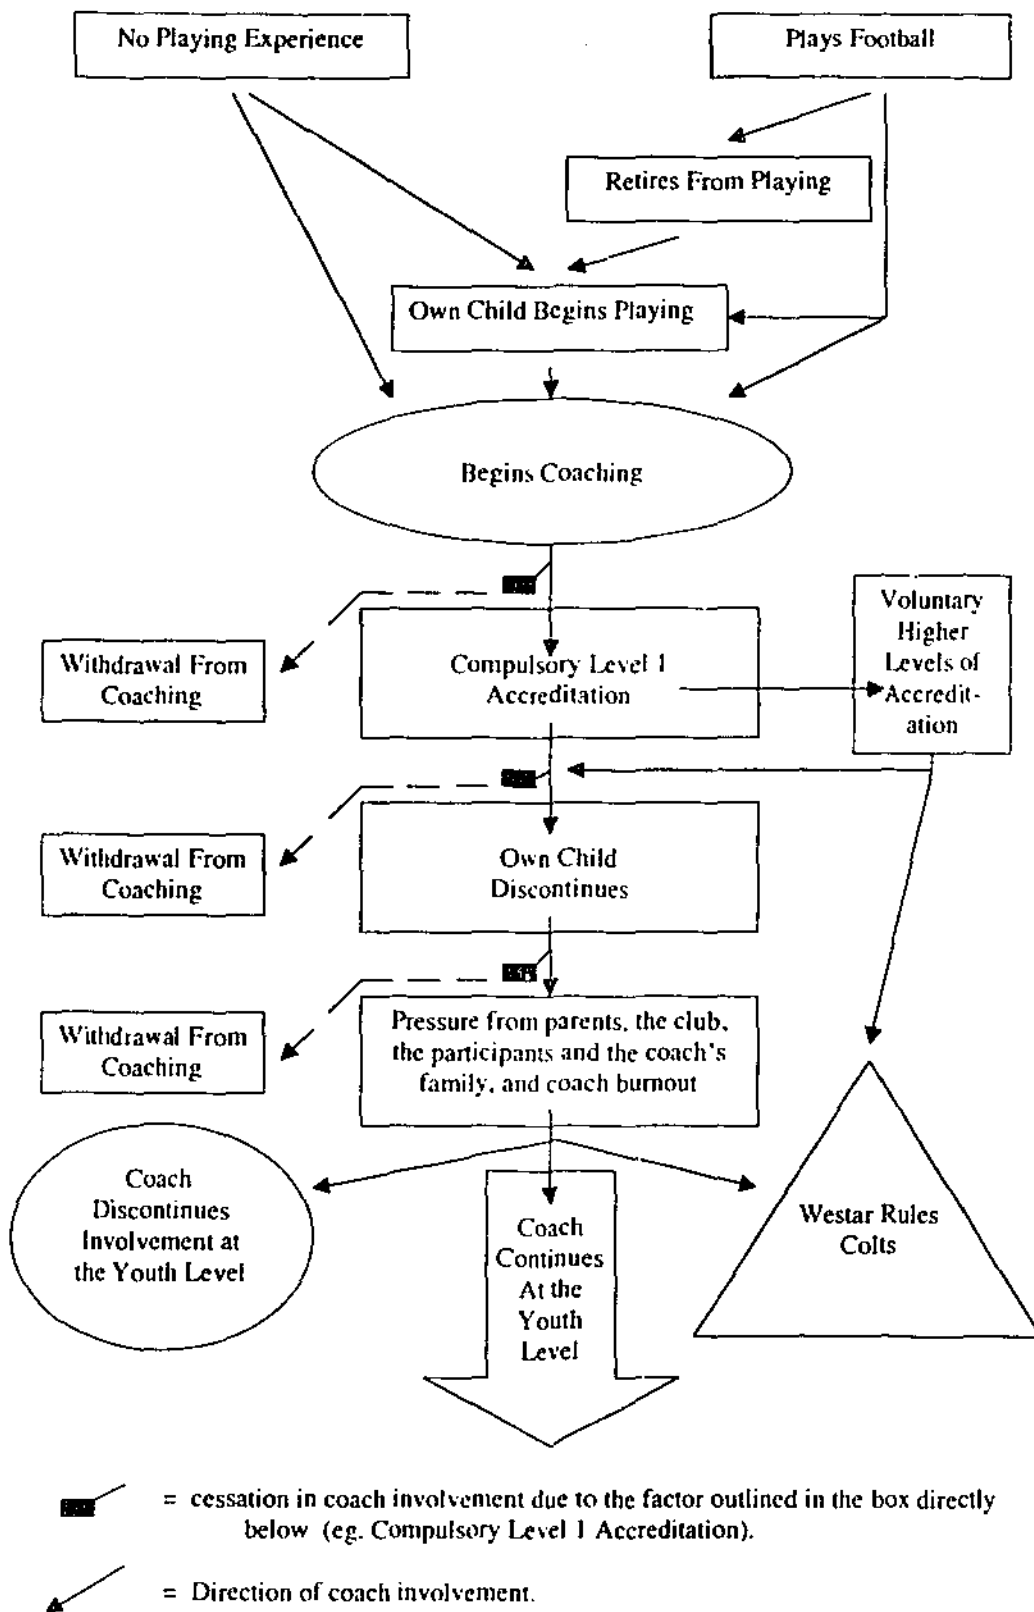 No Playing Experience
Plays Football
Retires From Playing
Own Child Begins Playing
Begins Coaching
Voluntary
Higher
Levels of
Accredit-
ation
Withdrawal From
Coaching
Compulsory Level 1
Accreditation
Withdrawal From
Coaching
Own Child
Discontinues
Withdrawal From
Coaching
Pressure from parents, the club,
the participants and the coach's
family, and coach burnout
Coach
Discontinues
Involvement at
the Youth Level
Coach
Continues
At the
Youth
Level
Westar Rules
Colts
= cessation in coach involvement due to the factor outlined in the box directly
below (eg. Compulsory Level 1 Accreditation).
= Direction of coach involvement.